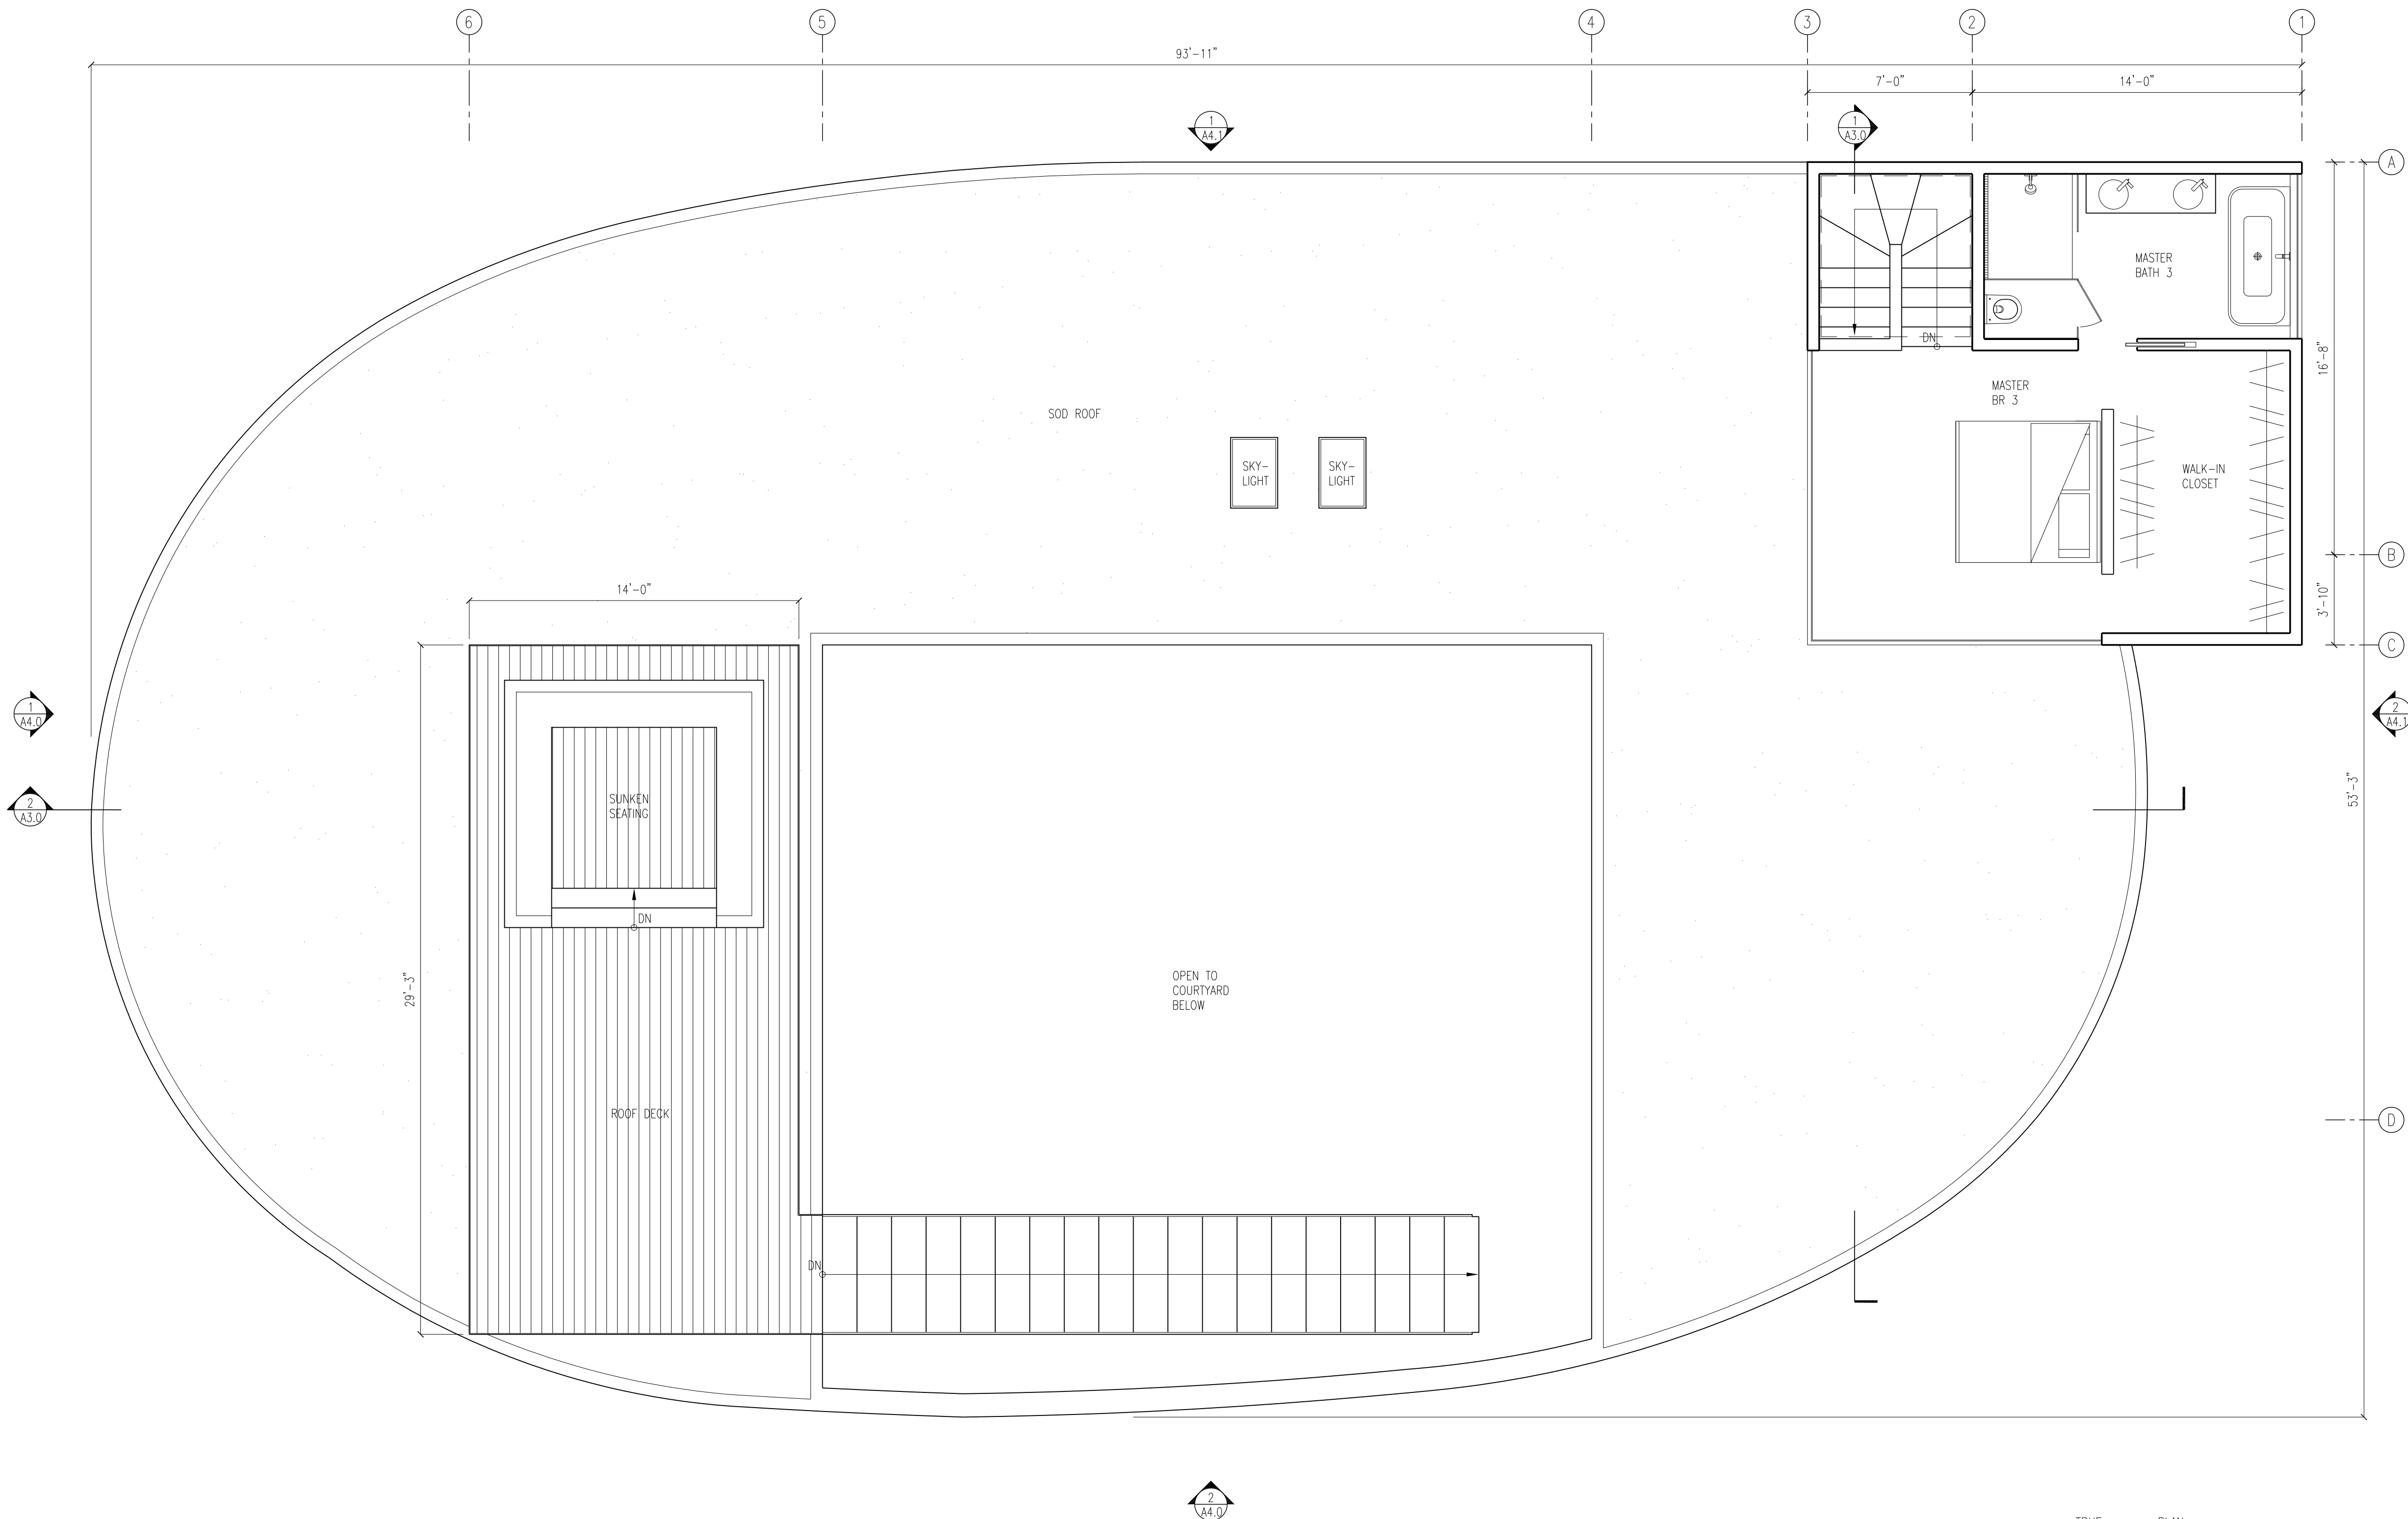 6
5
4
3
2
1
93'-11"
7'-0"
14'-0"
1
A4.1
1
A3.0
A
MASTER
BATH 3
DN
16'-8"
MASTER
BR 3
SOD ROOF
SKY-
LIGHT
SKY-
LIGHT
WALK-IN
CLOSET
B
14'-0"
3'-10"
C
1
A4.0
2
A4.1
2
A3.0
SUNKEN
SEATING
53'-3"
DN
29'-3"
OPEN TO
COURTYARD
BELOW
ROOF DECK
D
DN
2
A4.0
TRUE
PLAN